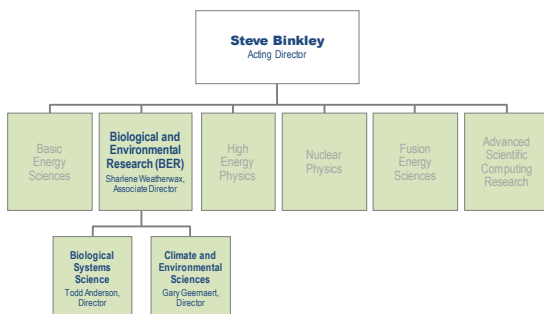 Steve Binkley
Acting Director
Basic
Energy
Sciences
Biological and
Environmental
Research (BER)
Sharlene Weatherwax,
Associate Director
High
Energy
Physics
Nuclear
Physics
Fusion
Energy
Sciences
Advanced
Scientific
Computing
Research
Biological
Systems
Science
Todd Anderson,
Director
Climate and
Environmental
Sciences
Gary Geernaert,
Director